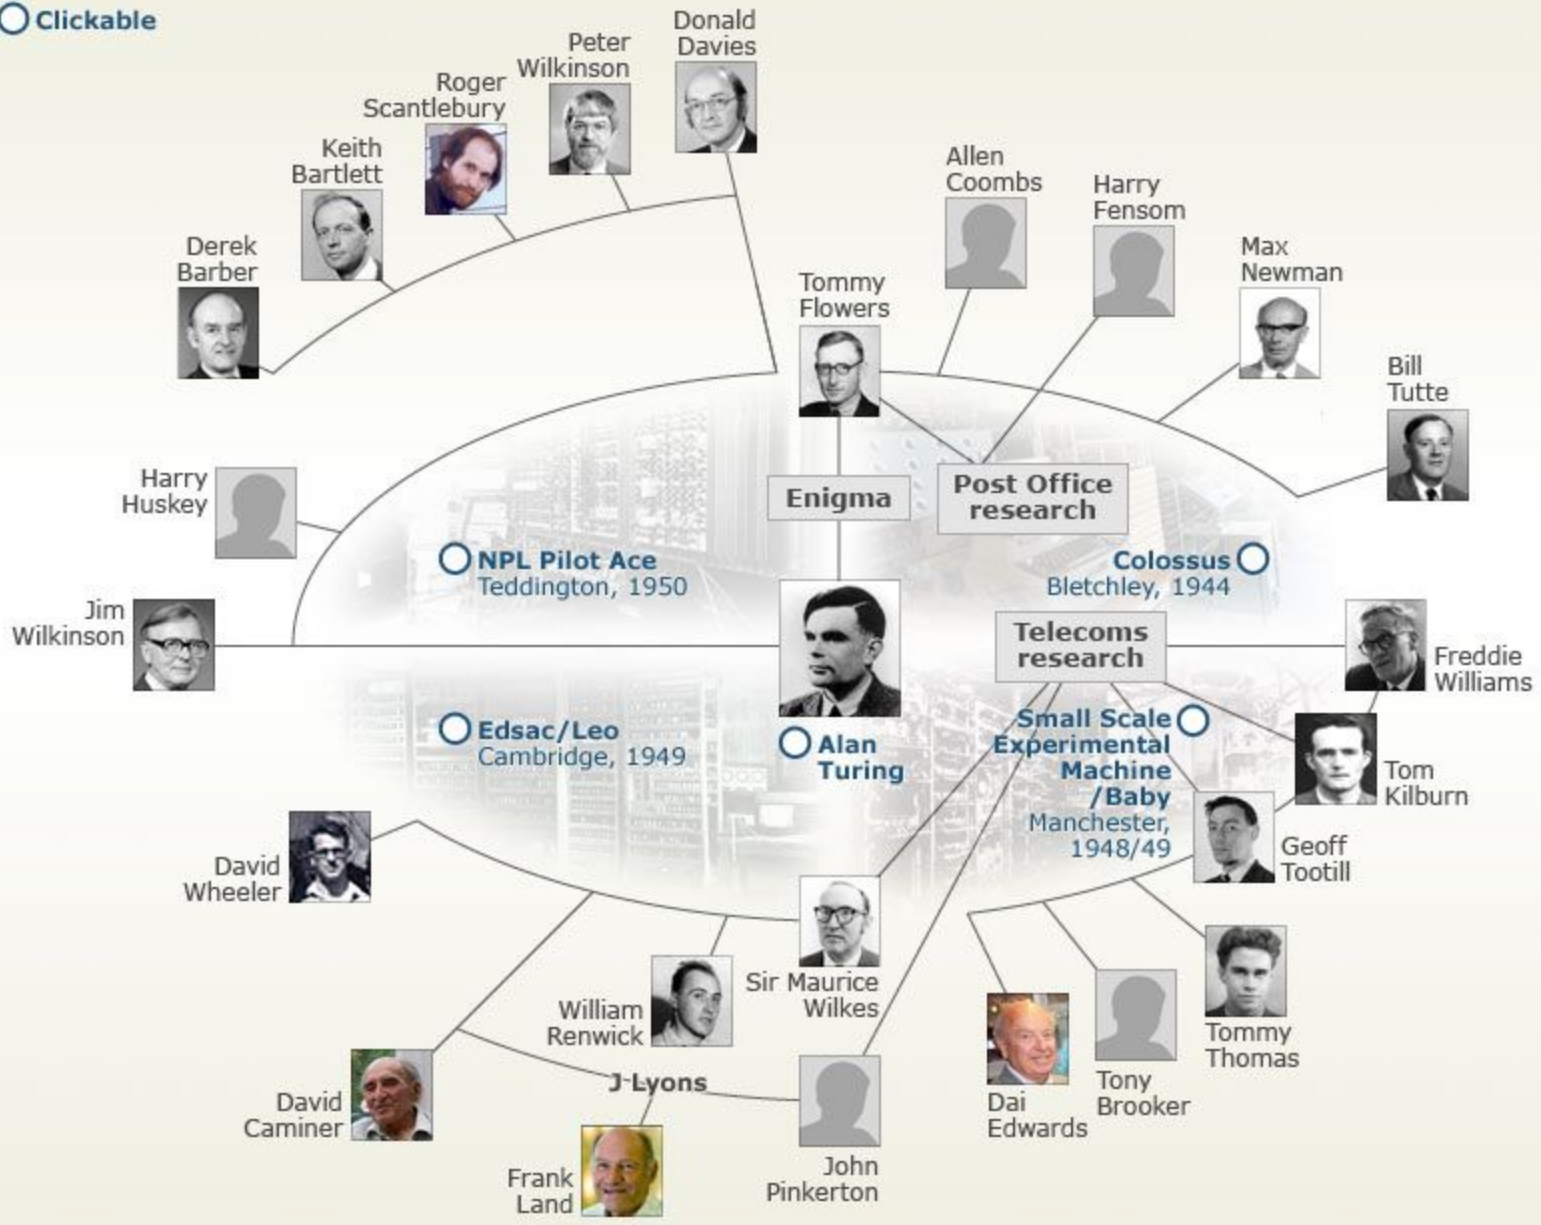 Clickable
Donald
Davies
Peter
Wilkinson
Roger
Scantlebury
Keith
Bartlett
Derek
Barber
Allen
Coombs
Harry
Fensom
Max
Newman
Tommy
Flowers
Bill
Tutte
Harry
Huskey
Enigma
Post Office
research
NPL Pilot Ace
Teddington, 1950
Colossus
Bletchley, 1944
Jim
Wilkinson
Telecoms
research
Freddie
Williams
Edsac/Leo
Cambridge, 1949
Alan
Turing
Small Scale
Experimental
Machine
/Baby
Manchester,
1948/49
Tom
Kilburn
Geoff
Tootill
David
Wheeler
Sir Maurice
Wilkes
William
Renwick
Tommy
Thomas
J Lyons
David
Caminer
Tony
Brooker
Dai
Edwards
Frank
Land
John
Pinkerton